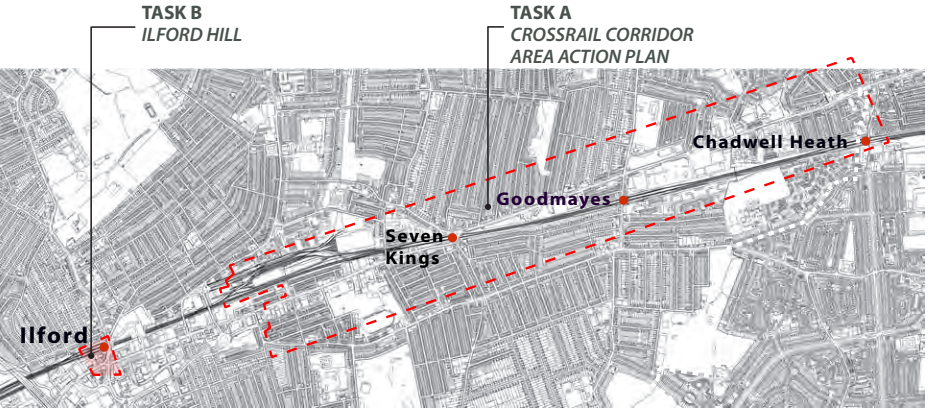 TASK B
ILFORD HILL
TASK A
CROSSRAIL CORRIDOR
AREA ACTION PLAN
Chadwell Heath
Goodmayes
Seven
Kings
Ilford